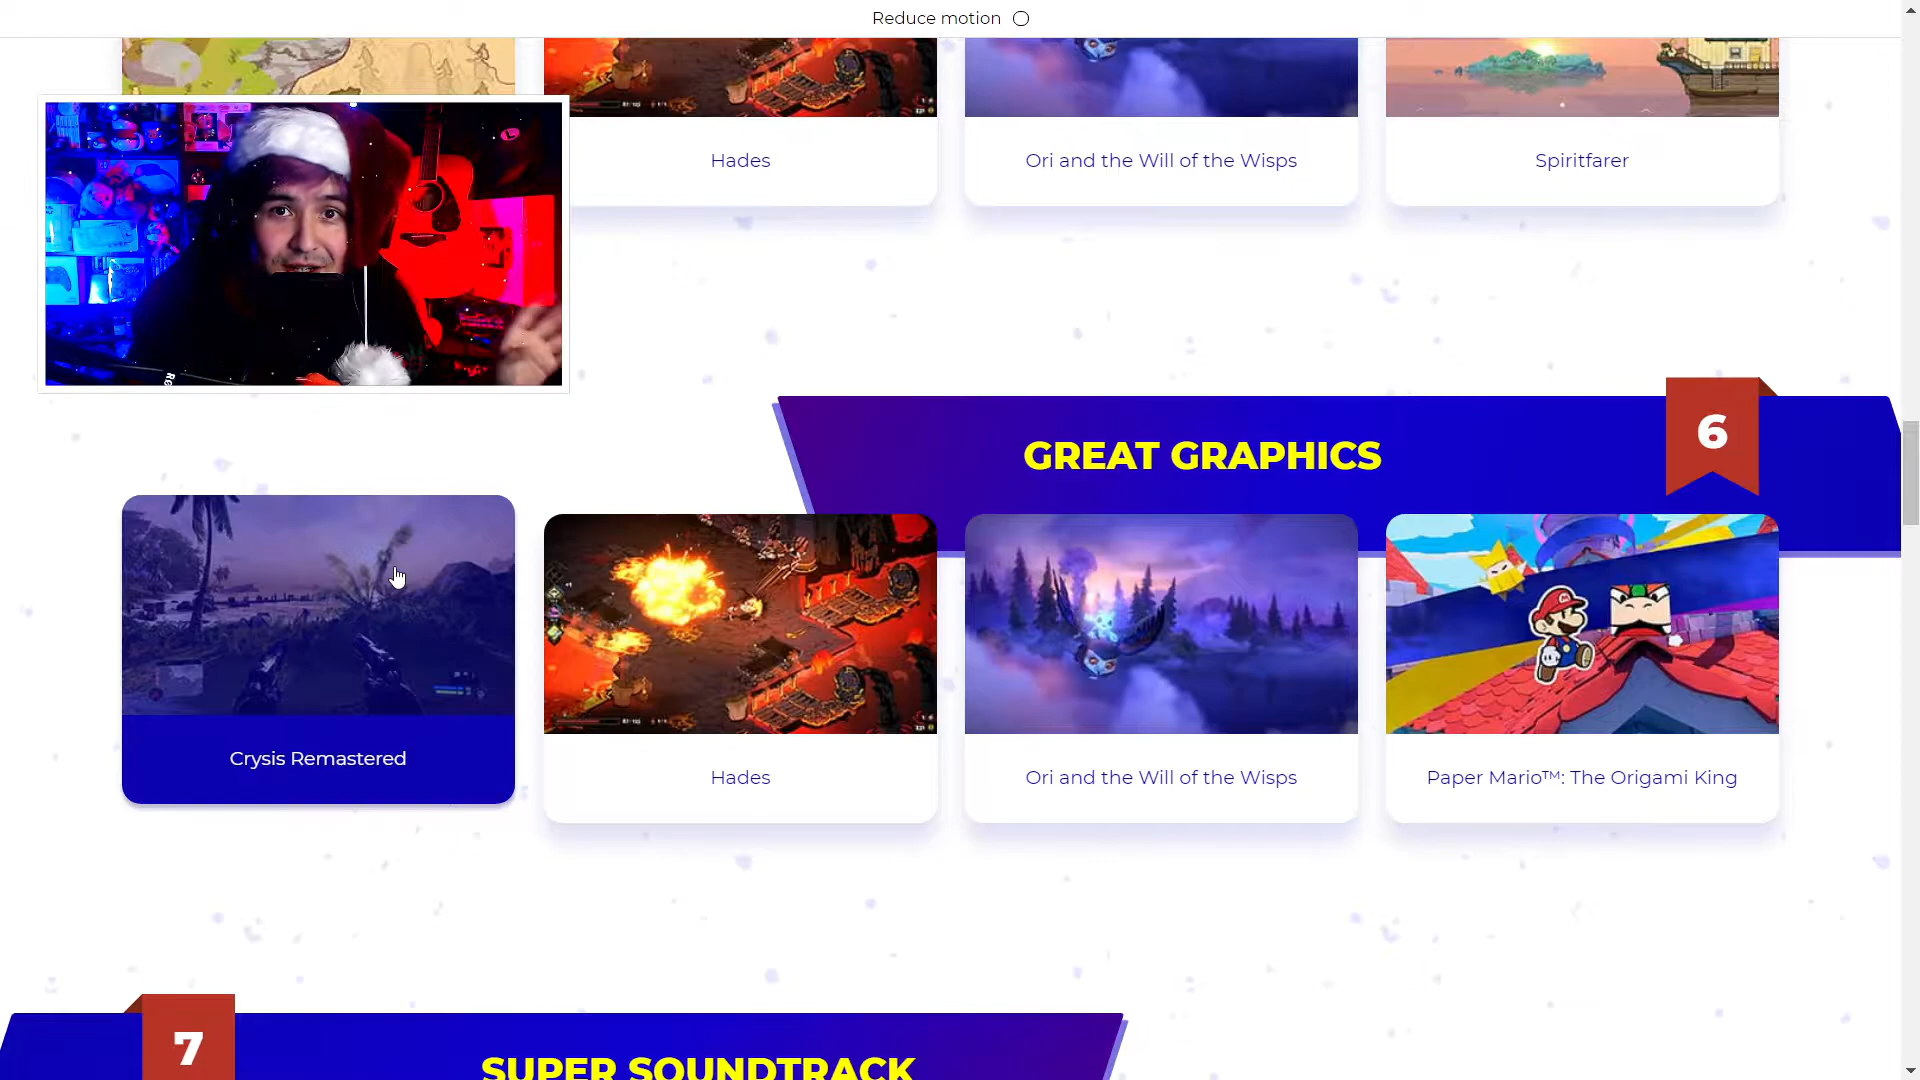 Reduce motion
Hades
Ori and the Will of the Wisps
Spiritfarer
6
GREAT GRAPHICS
Crysis Remastered
Hades
Ori and the Will of the Wisps
Paper Mario™: The Origami King
7
SUPER SOUNDTRACK